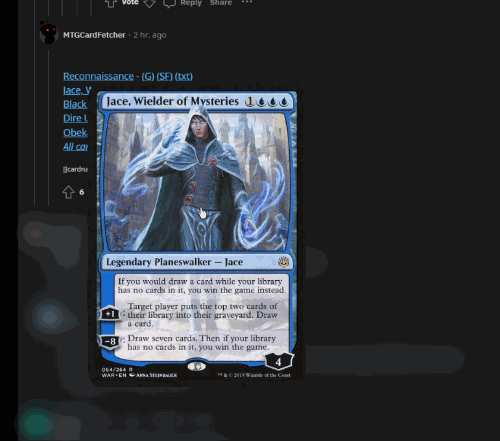 Vote Reply Share ...
MTGCardFetcher · 2 hr. ago
Reconnaissance - (G) (SF) (txt)
Jace,
Black
Dire
Obek
All
6
Jace, Wielder of Mysteries 1
Legendary Planeswalker — Jace
If you would draw a card while your library
has no cards in it, you win the game instead.
+1: Target player puts the top two cards of
their library into their graveyard. Draw
a card.
−8: Draw seven cards. Then if your library
has no cards in it, you win the game.
4
054/264 R
WAR • EN Anna Steinbauer ™ & © 2019 Wizards of the Coast